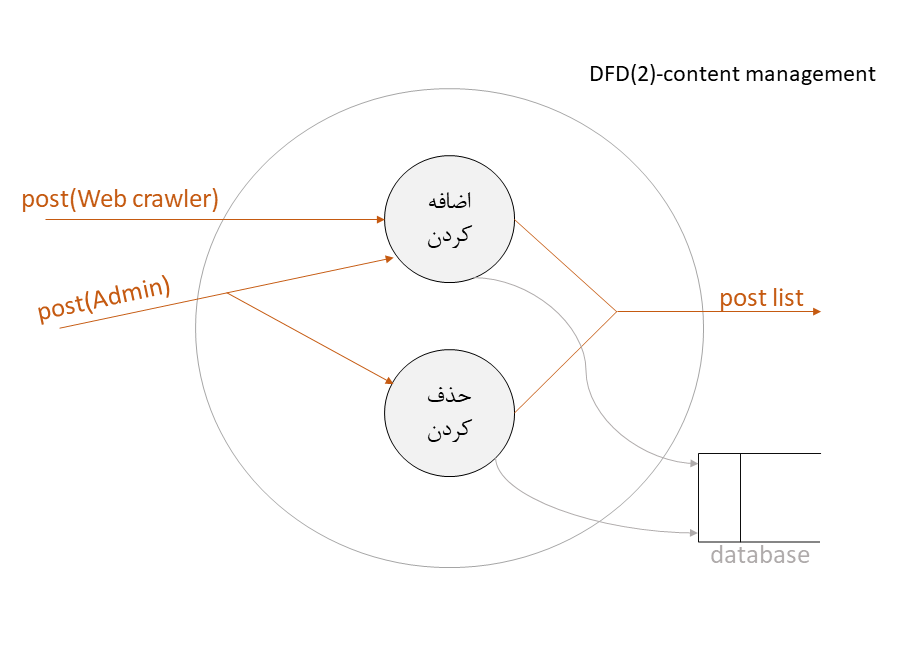 DFD(2)-content management
post(Web crawler)
اضافه
کردن
post(Admin)
post list
حذف
کردن
database